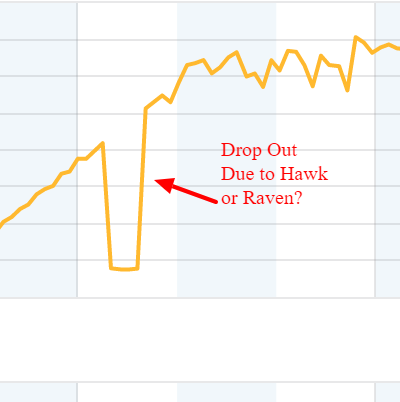 Drop Out
Due to Hawk
or Raven?